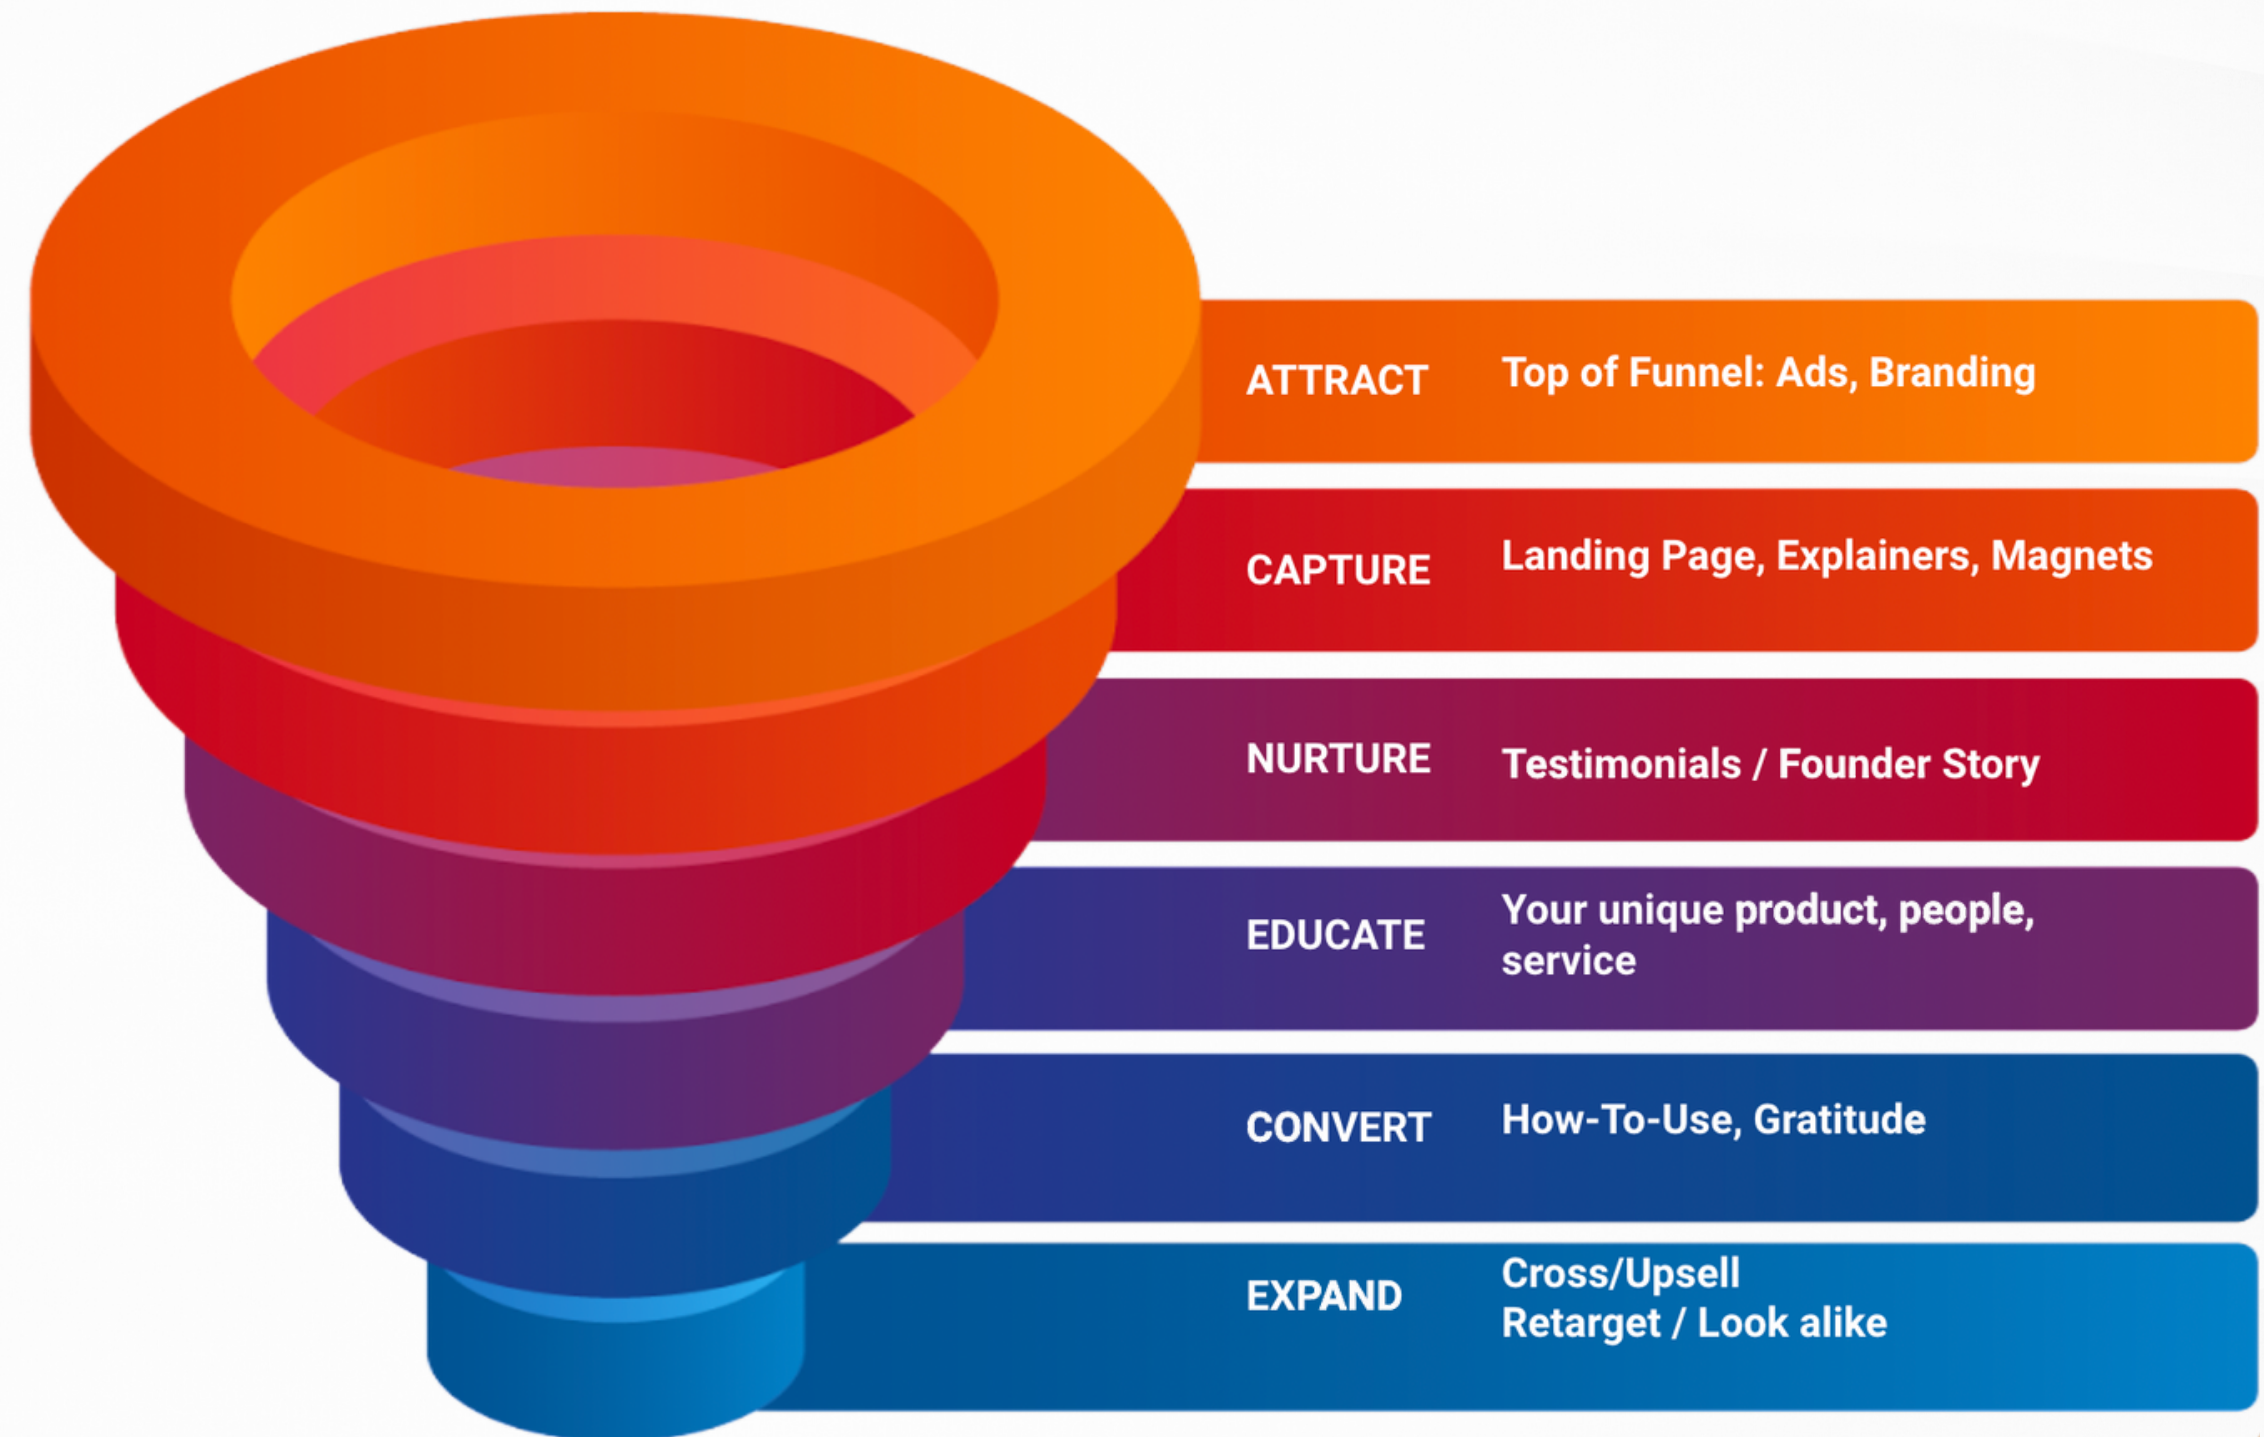 ATTRACT
Top of Funnel: Ads, Branding
CAPTURE
Landing Page, Explainers, Magnets
NURTURE
Testimonials / Founder Story
EDUCATE
Your unique product, people,
service
CONVERT
How-To-Use, Gratitude
EXPAND
Cross/Upsell
Retarget / Look alike